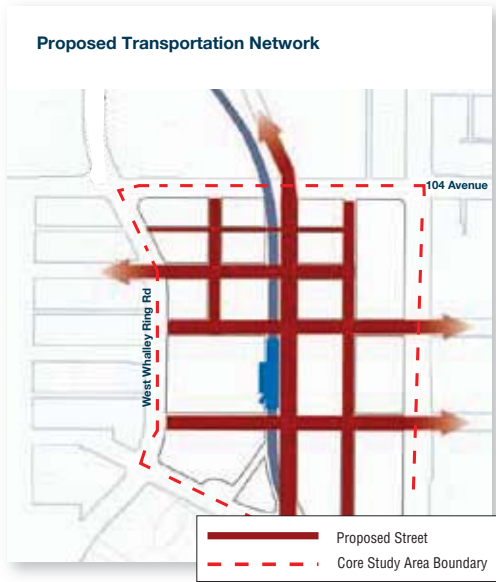 Proposed Transportation Network
104 Avenue
West Whalley Ring Rd
Proposed Street
Core Study Area Boundary